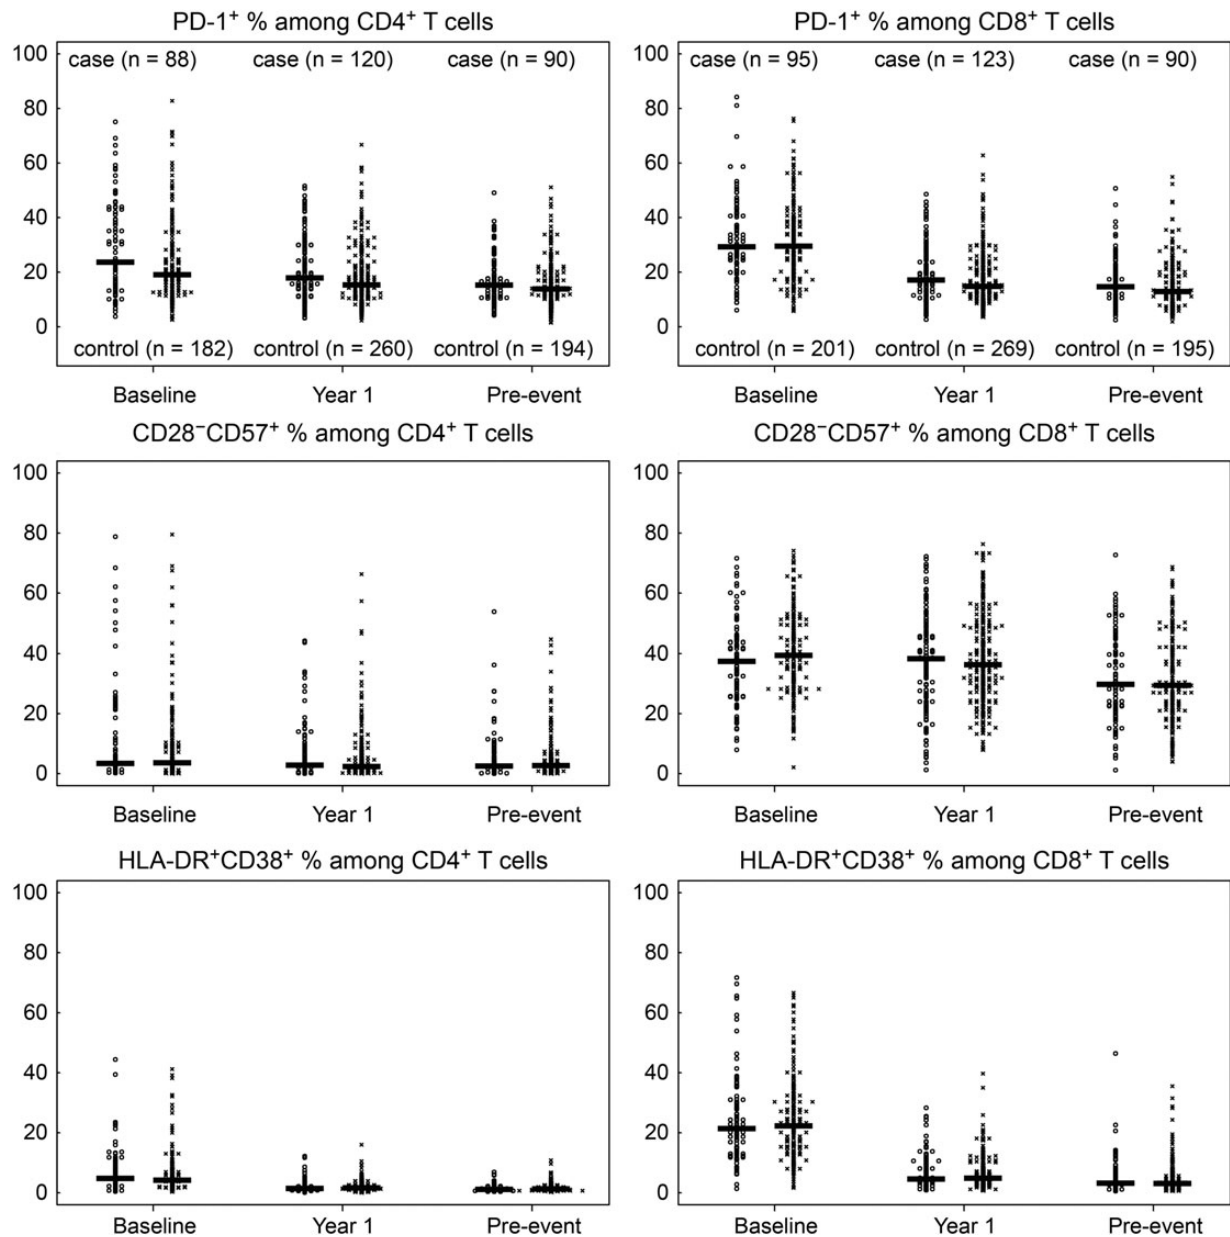 PD-1⁺ % among CD4⁺ T cells
100
80
60
40
20
0
case (n = 88) case (n = 120) case (n = 90)
control (n = 182) control (n = 260) control (n = 194)
Baseline Year 1 Pre-event
PD-1⁺ % among CD8⁺ T cells
100
80
60
40
20
0
case (n = 95) case (n = 123) case (n = 90)
control (n = 201) control (n = 269) control (n = 195)
Baseline Year 1 Pre-event
CD28⁻CD57⁺ % among CD4⁺ T cells
100
80
60
40
20
0
Baseline Year 1 Pre-event
CD28⁻CD57⁺ % among CD8⁺ T cells
100
80
60
40
20
0
Baseline Year 1 Pre-event
HLA-DR⁺CD38⁺ % among CD4⁺ T cells
100
80
60
40
20
0
Baseline Year 1 Pre-event
HLA-DR⁺CD38⁺ % among CD8⁺ T cells
100
80
60
40
20
0
Baseline Year 1 Pre-event